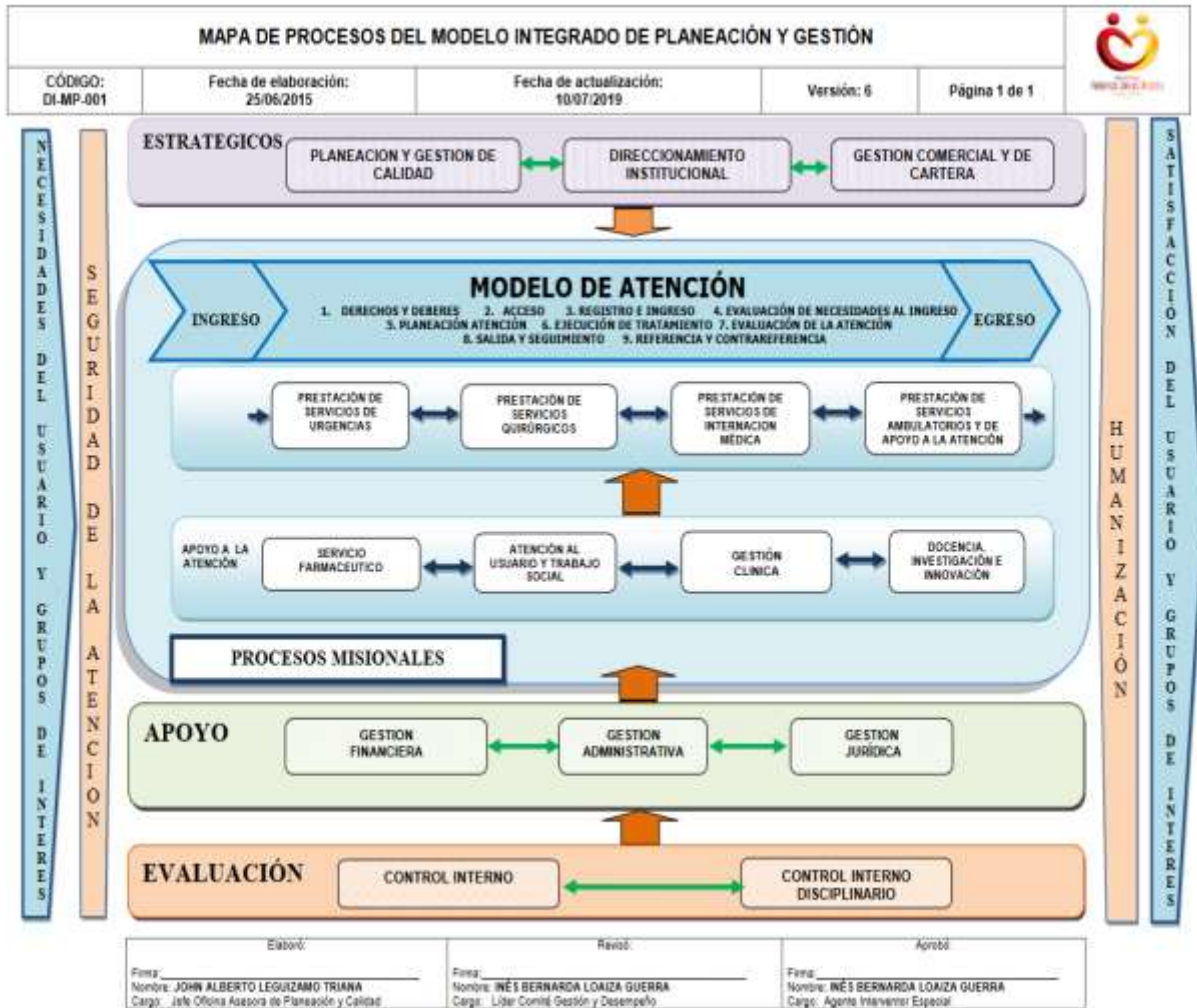 MAPA DE PROCESOS DEL MODELO INTEGRADO DE PLANEACIÓN Y GESTIÓN
CÓDIGO:
DI-MP-001
Fecha de elaboración:
25/06/2015
Fecha de actualización:
10/07/2019
Versión: 6
Página 1 de 1
NECESIDADES DEL USUARIO Y GRUPOS DE INTERES
SEGURIDAD DE LA ATENCION
ESTRATEGICOS
PLANEACION Y GESTION DE
CALIDAD
DIRECCIONAMIENTO
INSTITUCIONAL
GESTION COMERCIAL Y DE
CARTERA
INGRESO
MODELO DE ATENCIÓN
1. DERECHOS Y DEBERES 2. ACCESO 3. REGISTRO E INGRESO 4. EVALUACIÓN DE NECESIDADES AL INGRESO
5. PLANEACIÓN ATENCIÓN 6. EJECUCIÓN DE TRATAMIENTO 7. EVALUACIÓN DE LA ATENCIÓN
8. SALIDA Y SEGUIMIENTO 9. REFERENCIA Y CONTRAREFERENCIA
EGRESO
PRESTACIÓN DE
SERVICIOS DE
URGENCIAS
PRESTACIÓN DE
SERVICIOS
QUIRÚRGICOS
PRESTACIÓN DE
SERVICIOS DE
INTERNACION
MÉDICA
PRESTACIÓN DE
SERVICIOS
AMBULATORIOS Y DE
APOYO A LA ATENCIÓN
APOYO A LA
ATENCIÓN
SERVICIO
FARMACEUTICO
ATENCIÓN AL
USUARIO Y TRABAJO
SOCIAL
GESTIÓN
CLÍNICA
DOCENCIA,
INVESTIGACIÓN E
INNOVACIÓN
PROCESOS MISIONALES
APOYO
GESTION
FINANCIERA
GESTION
ADMINISTRATIVA
GESTION
JURÍDICA
EVALUACIÓN
CONTROL INTERNO
CONTROL INTERNO
DISCIPLINARIO
HUMANIZACIÓN
SATISFACCIÓN DEL USUARIO Y GRUPOS DE INTERES
Elaboró:
Firma:
Nombre: JOHN ALBERTO LEGUIZAMO TRIANA
Cargo: Jefe Oficina Asesora de Planeación y Calidad
Revisó:
Firma:
Nombre: INÉS BERNARDA LOAIZA GUERRA
Cargo: Líder Comité Gestión y Desempeño
Aprobó:
Firma:
Nombre: INÉS BERNARDA LOAIZA GUERRA
Cargo: Agente Interventor Especial